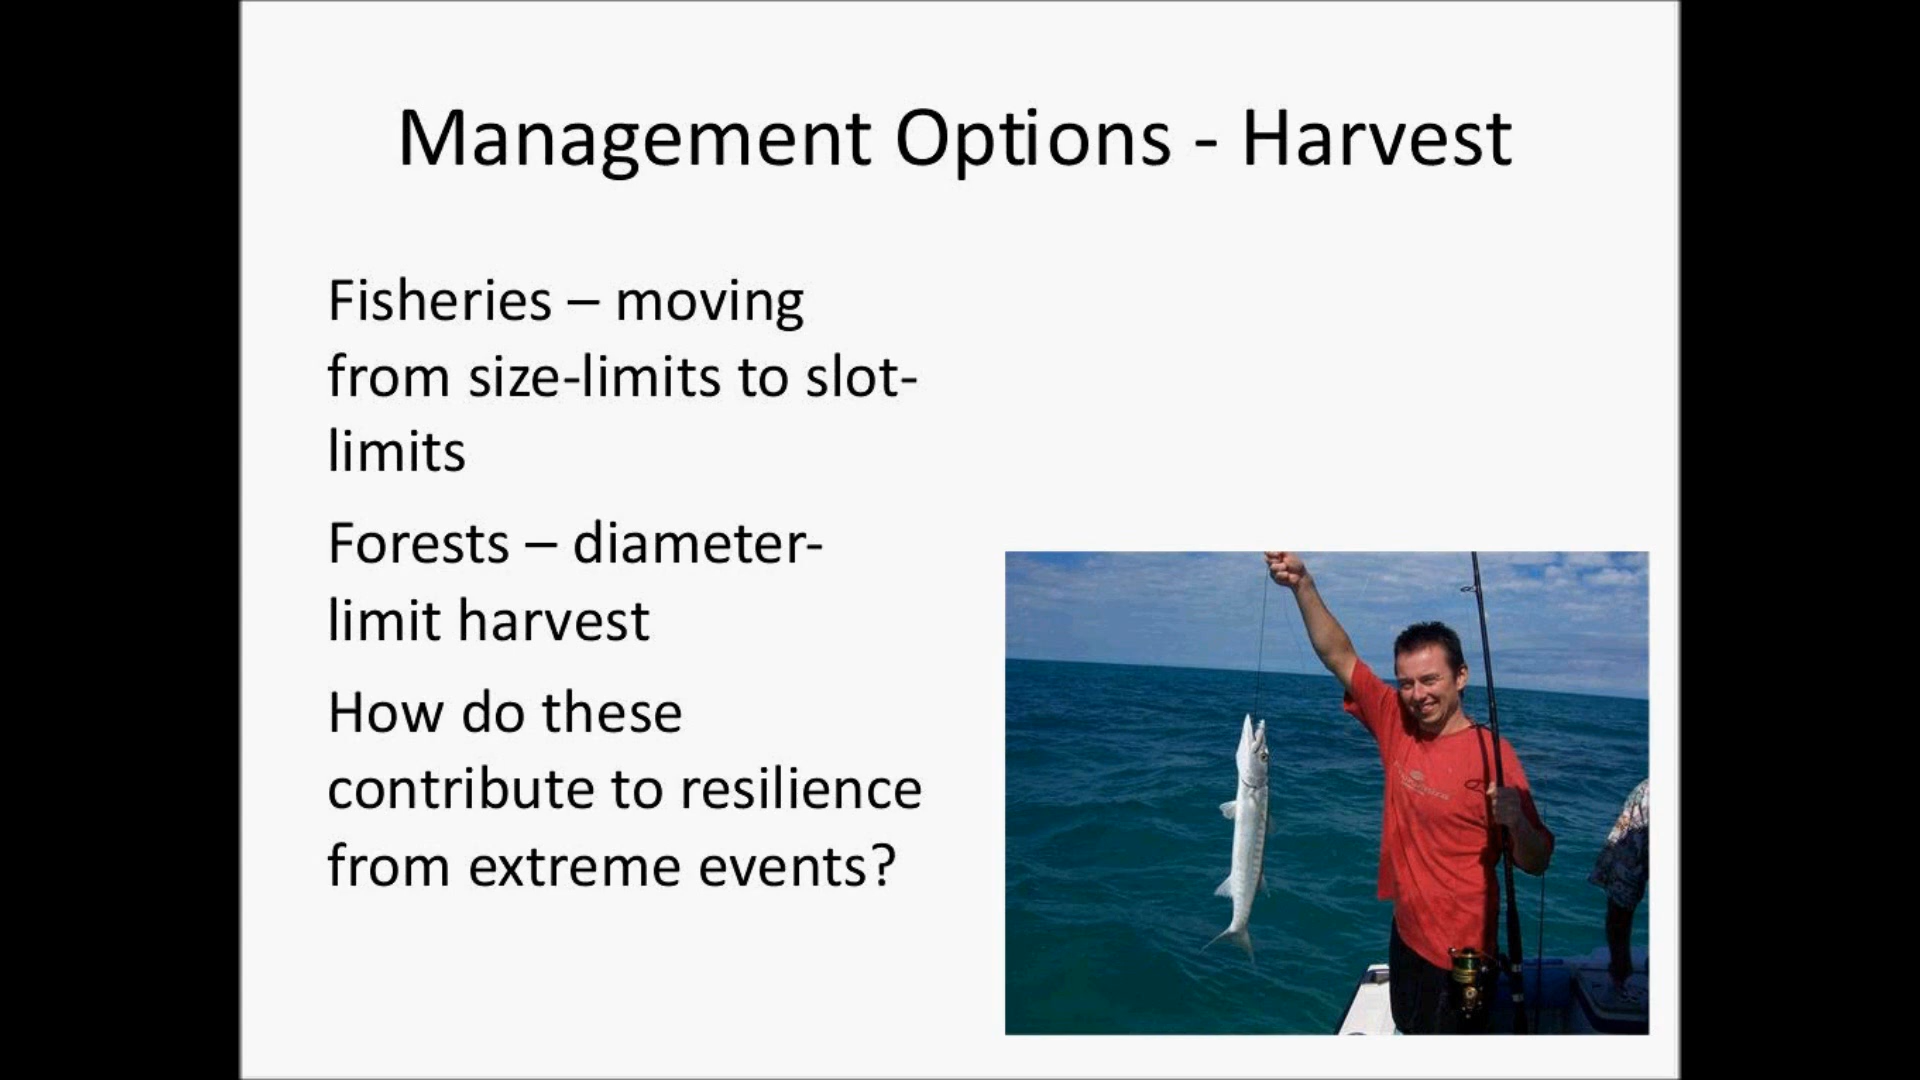 Management Options - Harvest
Fisheries – moving
from size-limits to slot-
limits
Forests – diameter-
limit harvest
How do these
contribute to resilience
from extreme events?